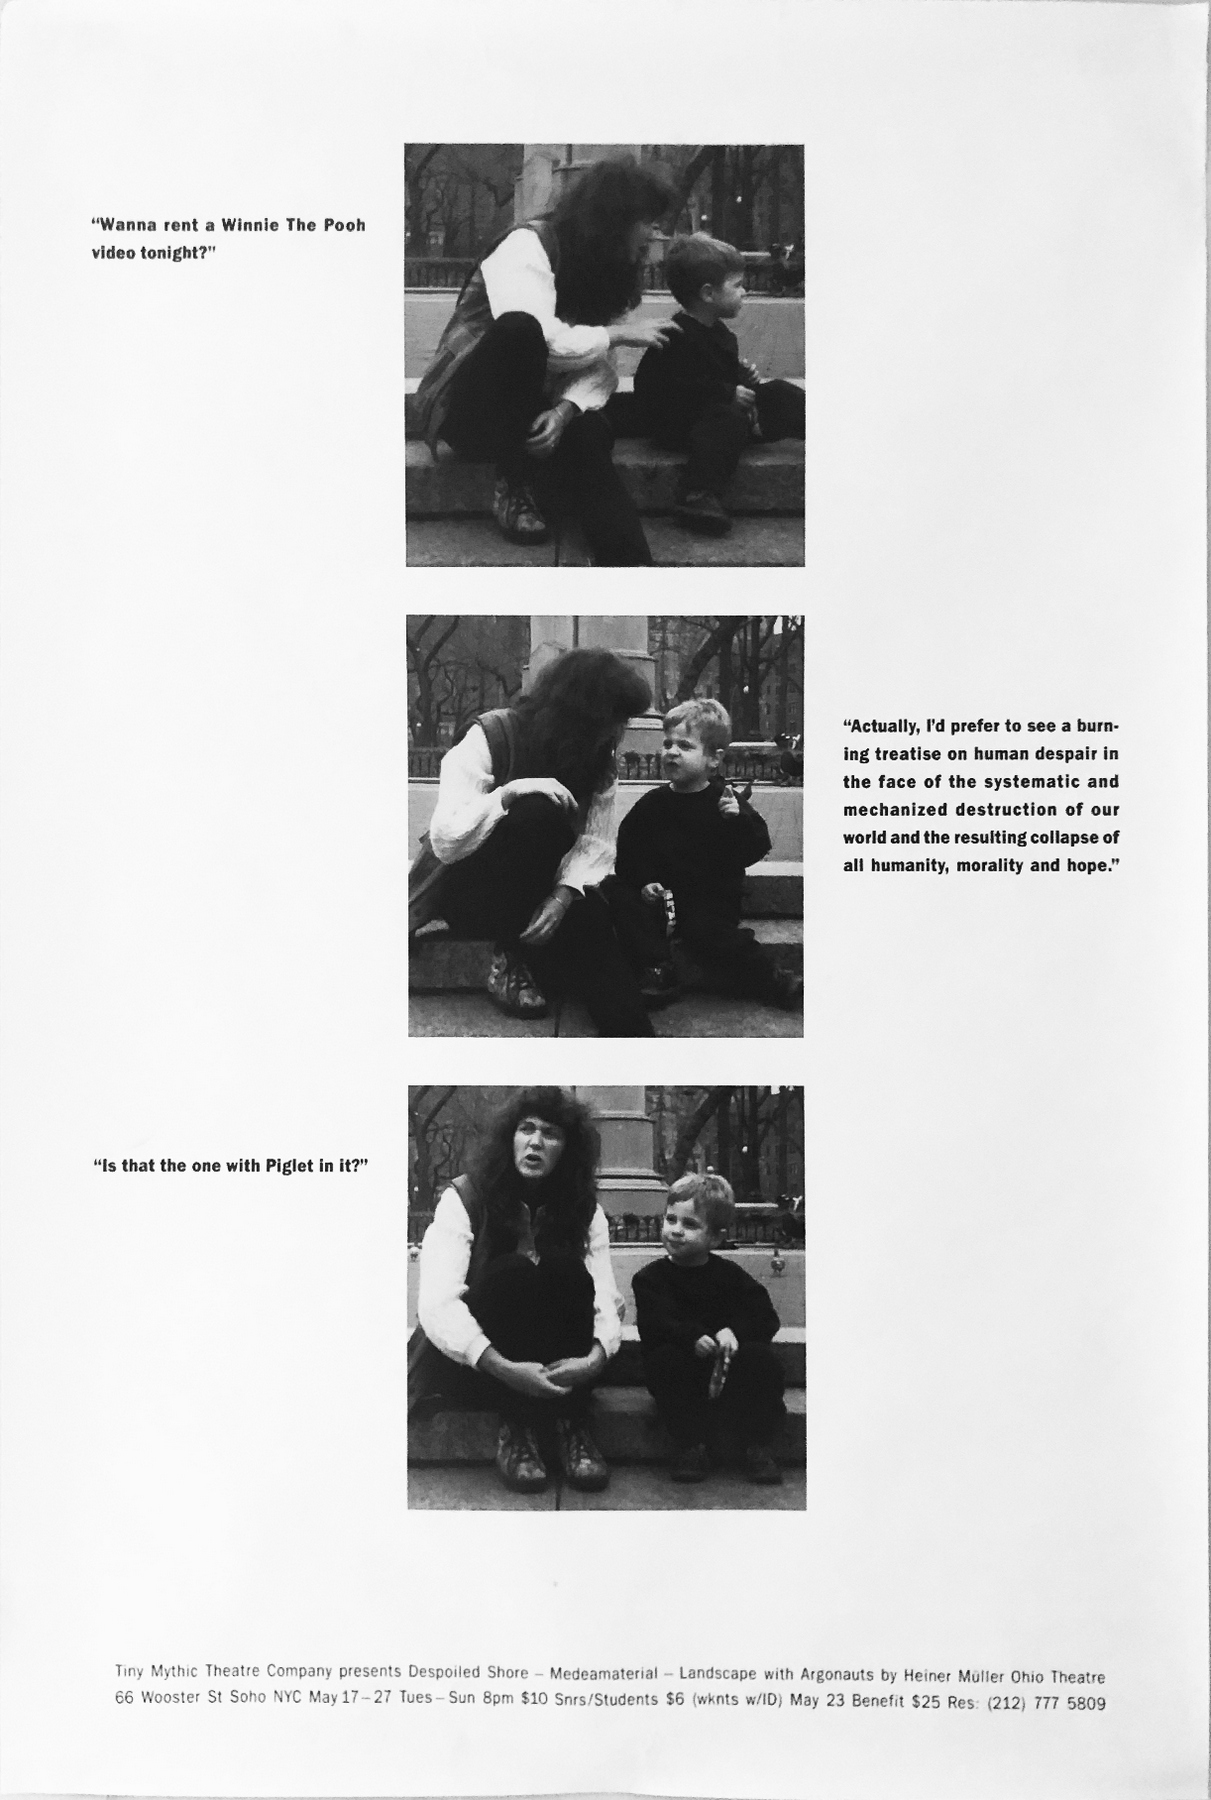 “Wanna rent a Winnie The Pooh
video tonight?”
“Actually, I’d prefer to see a burn-
ing treatise on human despair in
the face of the systematic and
mechanized destruction of our
world and the resulting collapse of
all humanity, morality and hope.”
“Is that the one with Piglet in it?”
Tiny Mythic Theatre Company presents Despoiled Shore – Medeamaterial – Landscape with Argonauts by Heiner Müller Ohio Theatre
66 Wooster St Soho NYC May 17–27 Tues–Sun 8pm $10 Snrs/Students $6 (wknts w/ID) May 23 Benefit $25 Res: (212) 777 5809